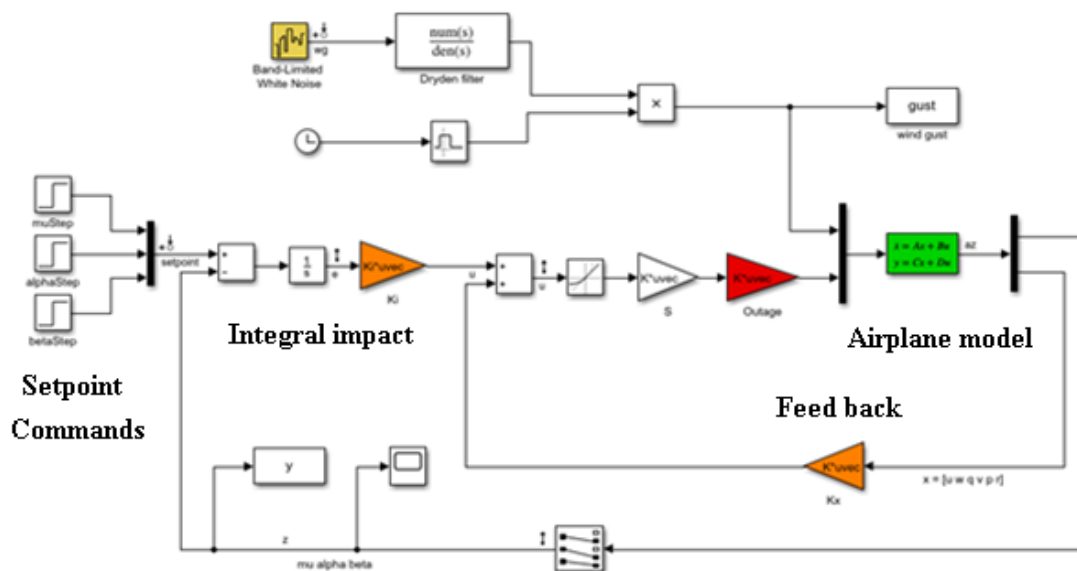 wg
Band-Limited
White Noise
num(s)
den(s)
Dryden filter
×
gust
wind gust
muStep
alphaStep
betaStep
setpoint
+
−
1
s
e
Ki*uvec
Ki
u
+
+
u
K*uvec
S
K*uvec
Outage
ẋ = Ax + Bu
y = Cx + Du
az
Integral impact
Airplane model
Setpoint
Commands
Feed back
K*uvec
Kx
x = [u w q v p r]
y
z
mu alpha beta